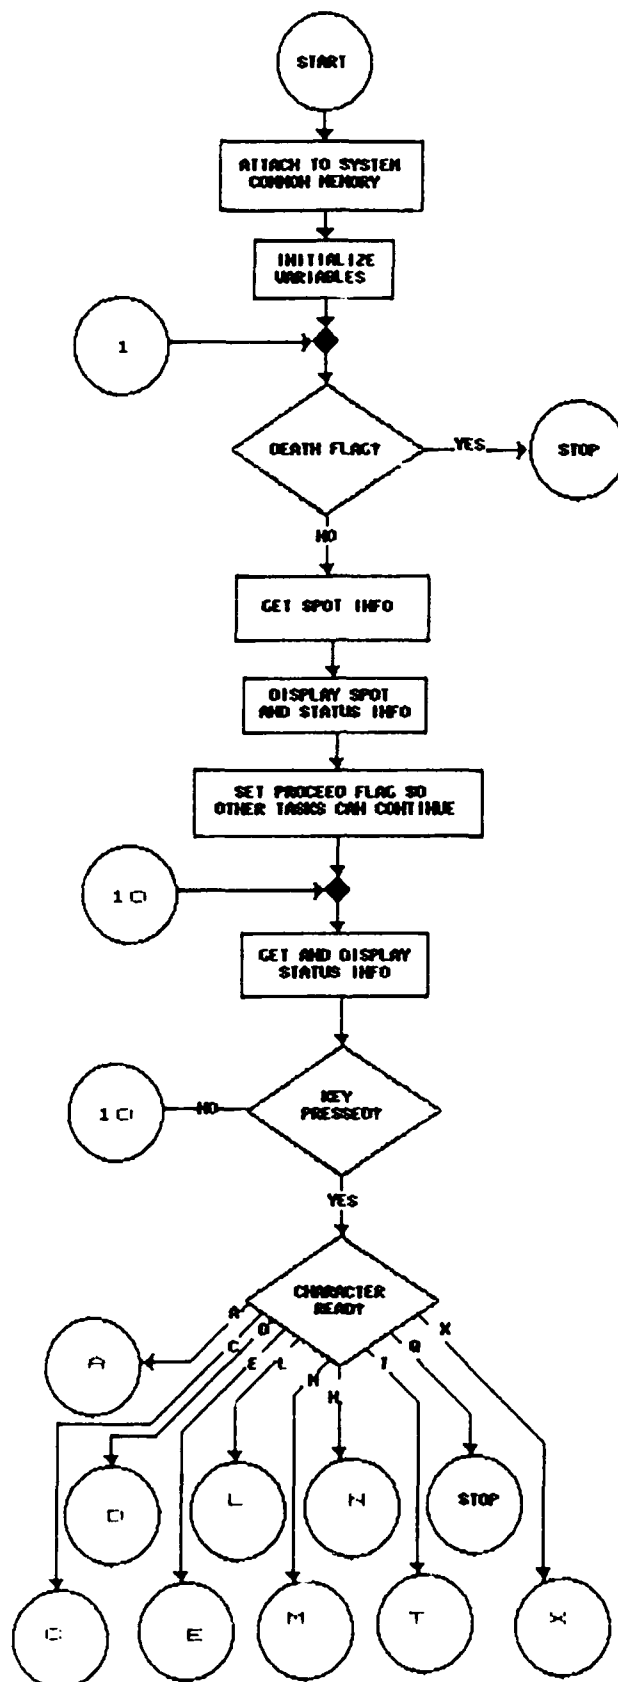 START
ATTACH TO SYSTEM
COMMON MEMORY
INITIALIZE
VARIABLES
1
DEATH FLAG?
YES
STOP
NO
GET SPOT INFO
DISPLAY SPOT
AND STATUS INFO
SET PROCEED FLAG SO
OTHER TASKS CAN CONTINUE
10
GET AND DISPLAY
STATUS INFO
KEY
PRESSED?
NO
10
YES
CHARACTER
READ?
A
C
D
E
L
M
N
T
Q
X
A
D
L
N
STOP
C
E
M
T
X